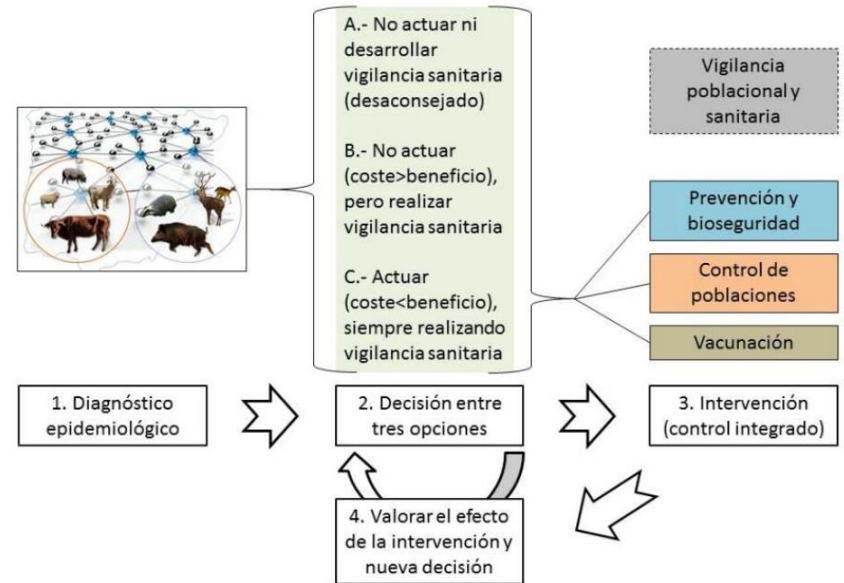 A.- No actuar ni
desarrollar
vigilancia sanitaria
(desaconsejado)
B.- No actuar
(coste>beneficio),
pero realizar
vigilancia sanitaria
C.- Actuar
(coste<beneficio),
siempre realizando
vigilancia sanitaria
Vigilancia
poblacional y
sanitaria
Prevención y
bioseguridad
Control de
poblaciones
Vacunación
1. Diagnóstico
epidemiológico
2. Decisión entre
tres opciones
3. Intervención
(control integrado)
4. Valorar el efecto
de la intervención y
nueva decisión